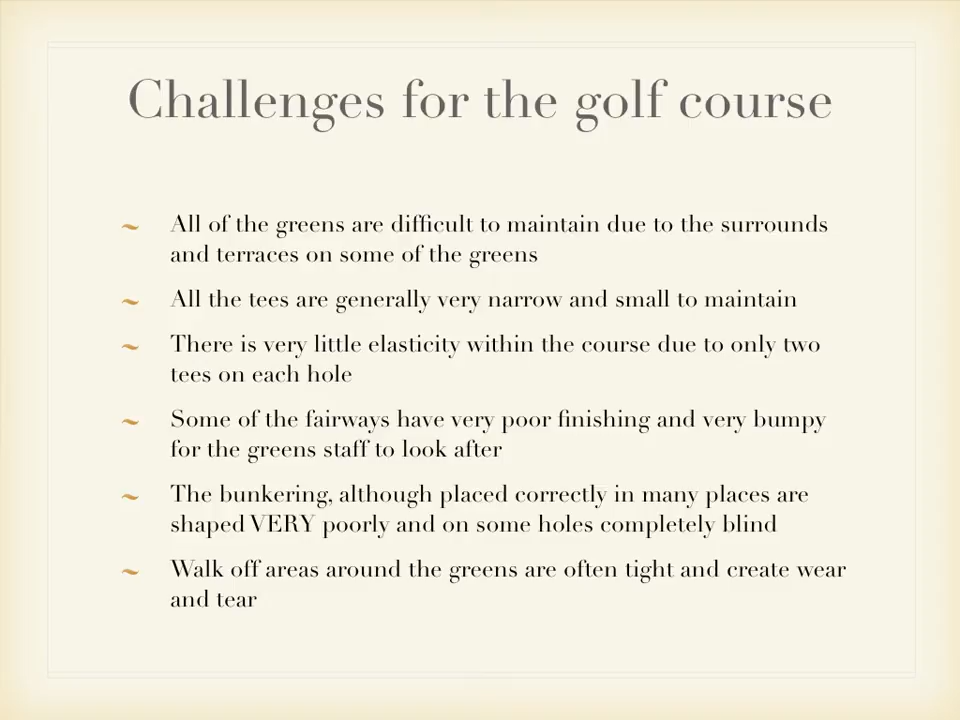 Challenges for the golf course
All of the greens are difficult to maintain due to the surrounds
and terraces on some of the greens
All the tees are generally very narrow and small to maintain
There is very little elasticity within the course due to only two
tees on each hole
Some of the fairways have very poor finishing and very bumpy
for the greens staff to look after
The bunkering, although placed correctly in many places are
shaped VERY poorly and on some holes completely blind
Walk off areas around the greens are often tight and create wear
and tear